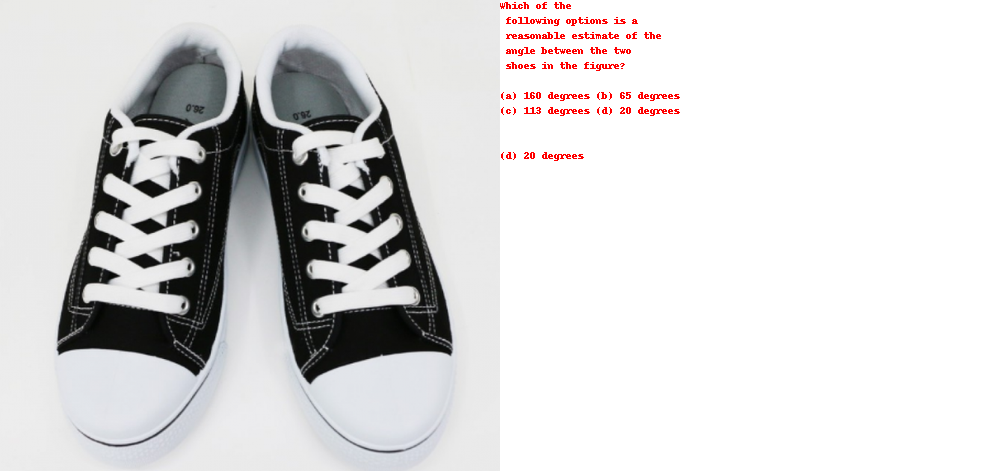 26.0
26.0
Which of the
following options is a
reasonable estimate of the
angle between the two
shoes in the figure?
(a) 160 degrees (b) 65 degrees
(c) 113 degrees (d) 20 degrees
(d) 20 degrees